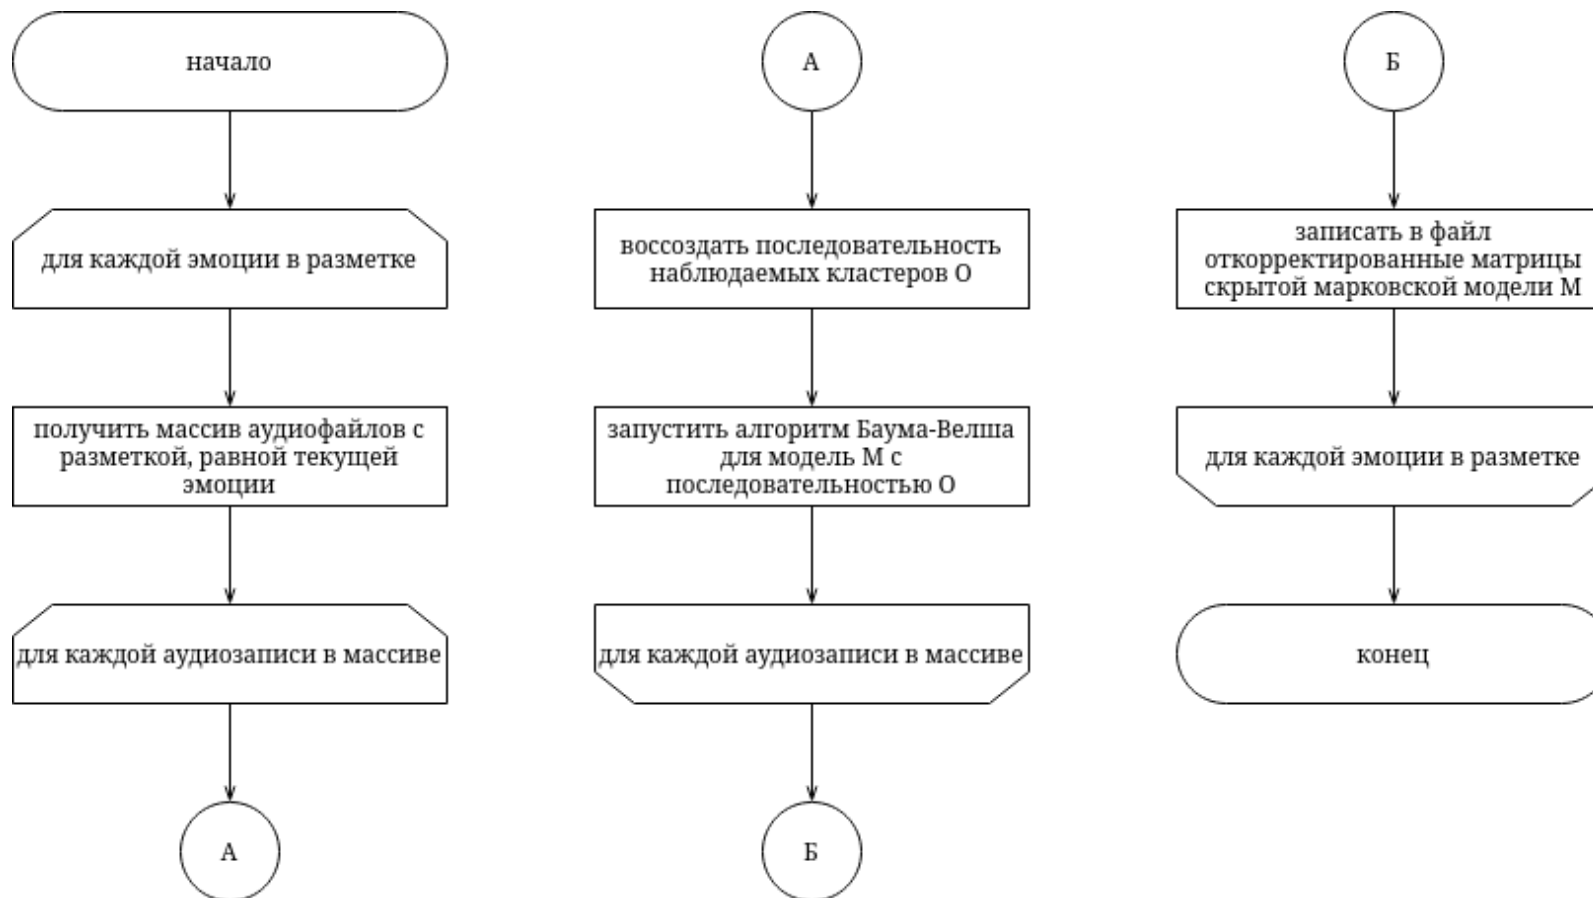 начало
для каждой эмоции в разметке
получить массив аудиофайлов с
разметкой, равной текущей
эмоции
для каждой аудиозаписи в массиве
А
А
воссоздать последовательность
наблюдаемых кластеров О
запустить алгоритм Баума-Велша
для модель М с
последовательностью О
для каждой аудиозаписи в массиве
Б
Б
записать в файл
откорректированные матрицы
скрытой марковской модели М
для каждой эмоции в разметке
конец